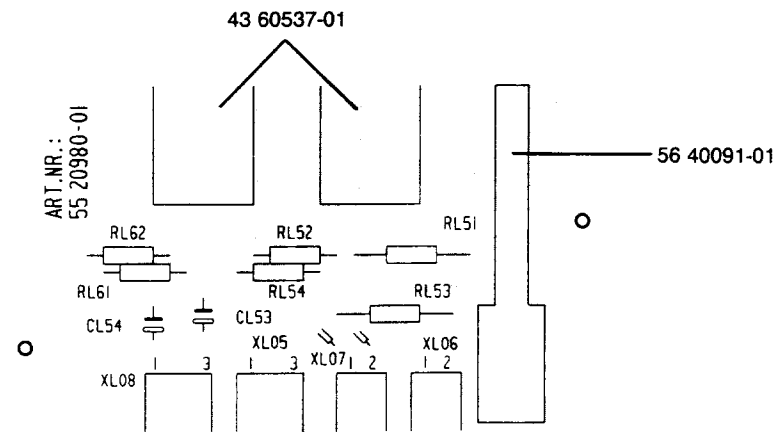 43 60537-01
ART.NR.:
55 20980-01
56 40091-01
RL62
RL52
RL51
RL61
RL54
RL53
CL54
CL53
XL05
XL07
XL06
XL08
1 3
1 3
1 2
1 2